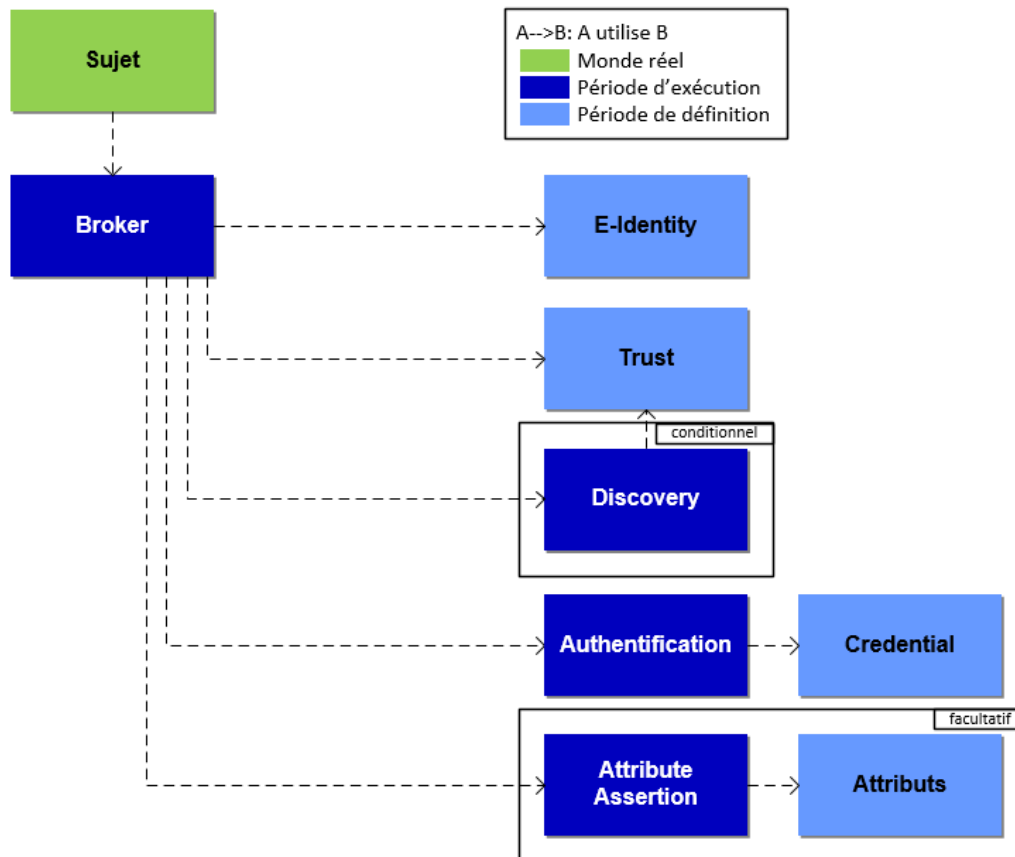 Sujet
A-->B: A utilise B
Monde réel
Période d'exécution
Période de définition
Broker
E-Identity
Trust
conditionnel
Discovery
Authentification
Credential
facultatif
Attribute
Assertion
Attributs